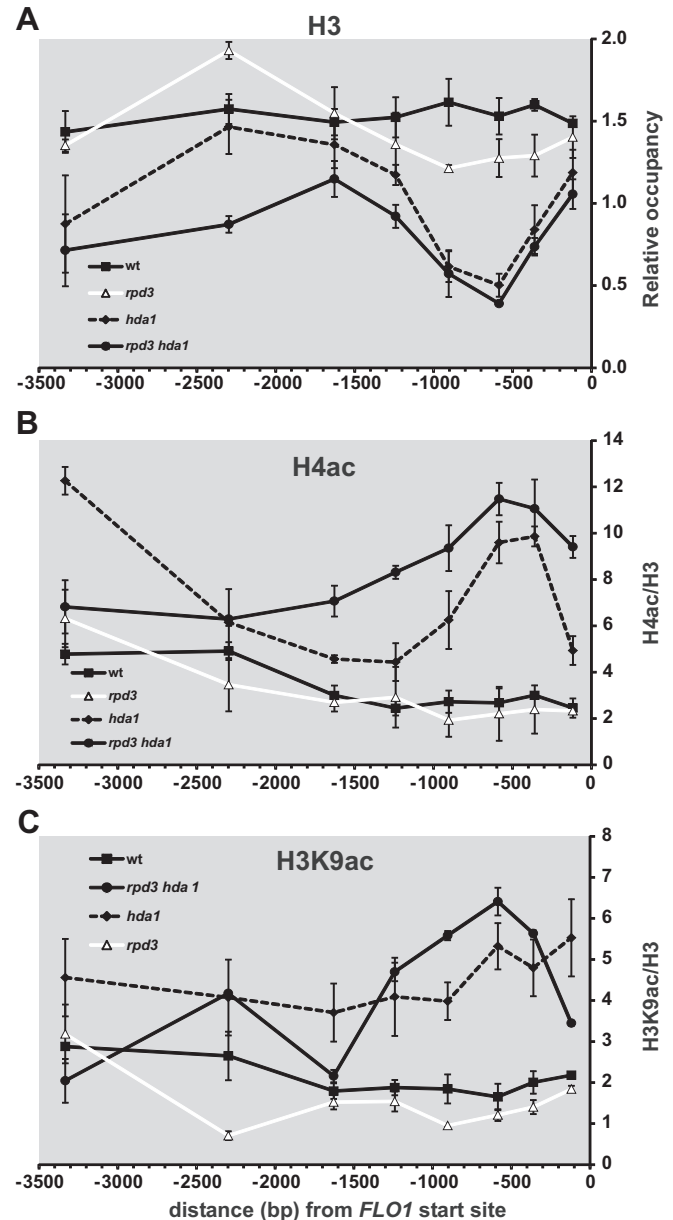 A
H3
2.0
1.5
1.0
0.5
0.0
Relative occupancy
wt
rpd3
hda1
rpd3 hda1
-3500 -3000 -2500 -2000 -1500 -1000 -500 0
B
H4ac
14
12
10
8
6
4
2
0
H4ac/H3
wt
rpd3
hda1
rpd3 hda1
-3500 -3000 -2500 -2000 -1500 -1000 -500 0
C
H3K9ac
8
7
6
5
4
3
2
1
0
H3K9ac/H3
wt
rpd3 hda 1
hda1
rpd3
-3500 -3000 -2500 -2000 -1500 -1000 -500 0
distance (bp) from FLO1 start site